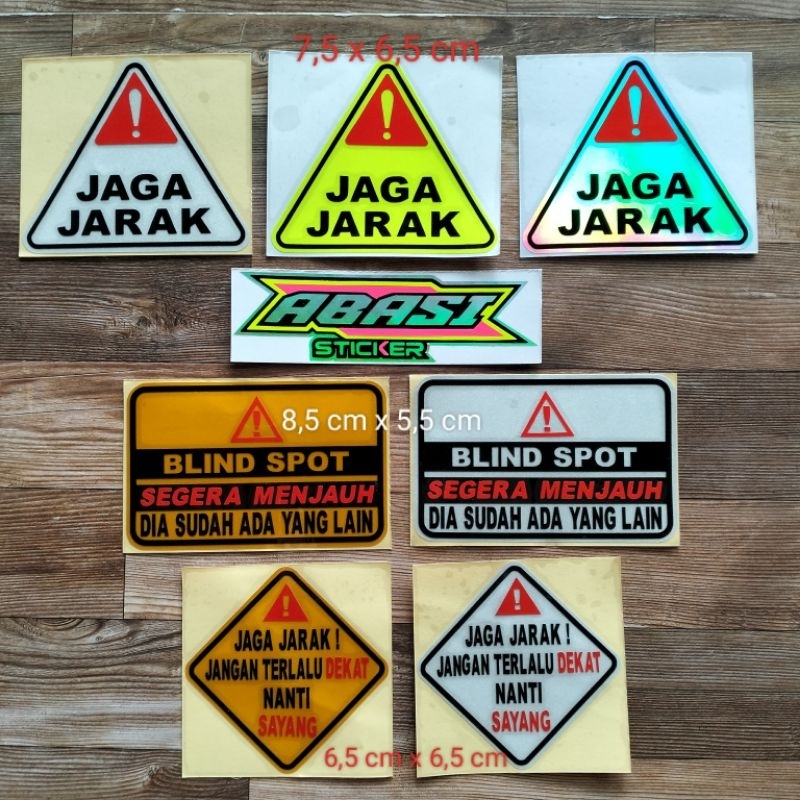 7,5 x 6,5 cm
!
JAGA
JARAK
!
JAGA
JARAK
!
JAGA
JARAK
ABASI
STICKER
!
8,5 cm x 5,5 cm
BLIND SPOT
SEGERA MENJAUH
DIA SUDAH ADA YANG LAIN
!
BLIND SPOT
SEGERA MENJAUH
DIA SUDAH ADA YANG LAIN
!
JAGA JARAK !
JANGAN TERLALU DEKAT
NANTI
SAYANG
!
JAGA JARAK !
JANGAN TERLALU DEKAT
NANTI
SAYANG
6,5 cm x 6,5 cm